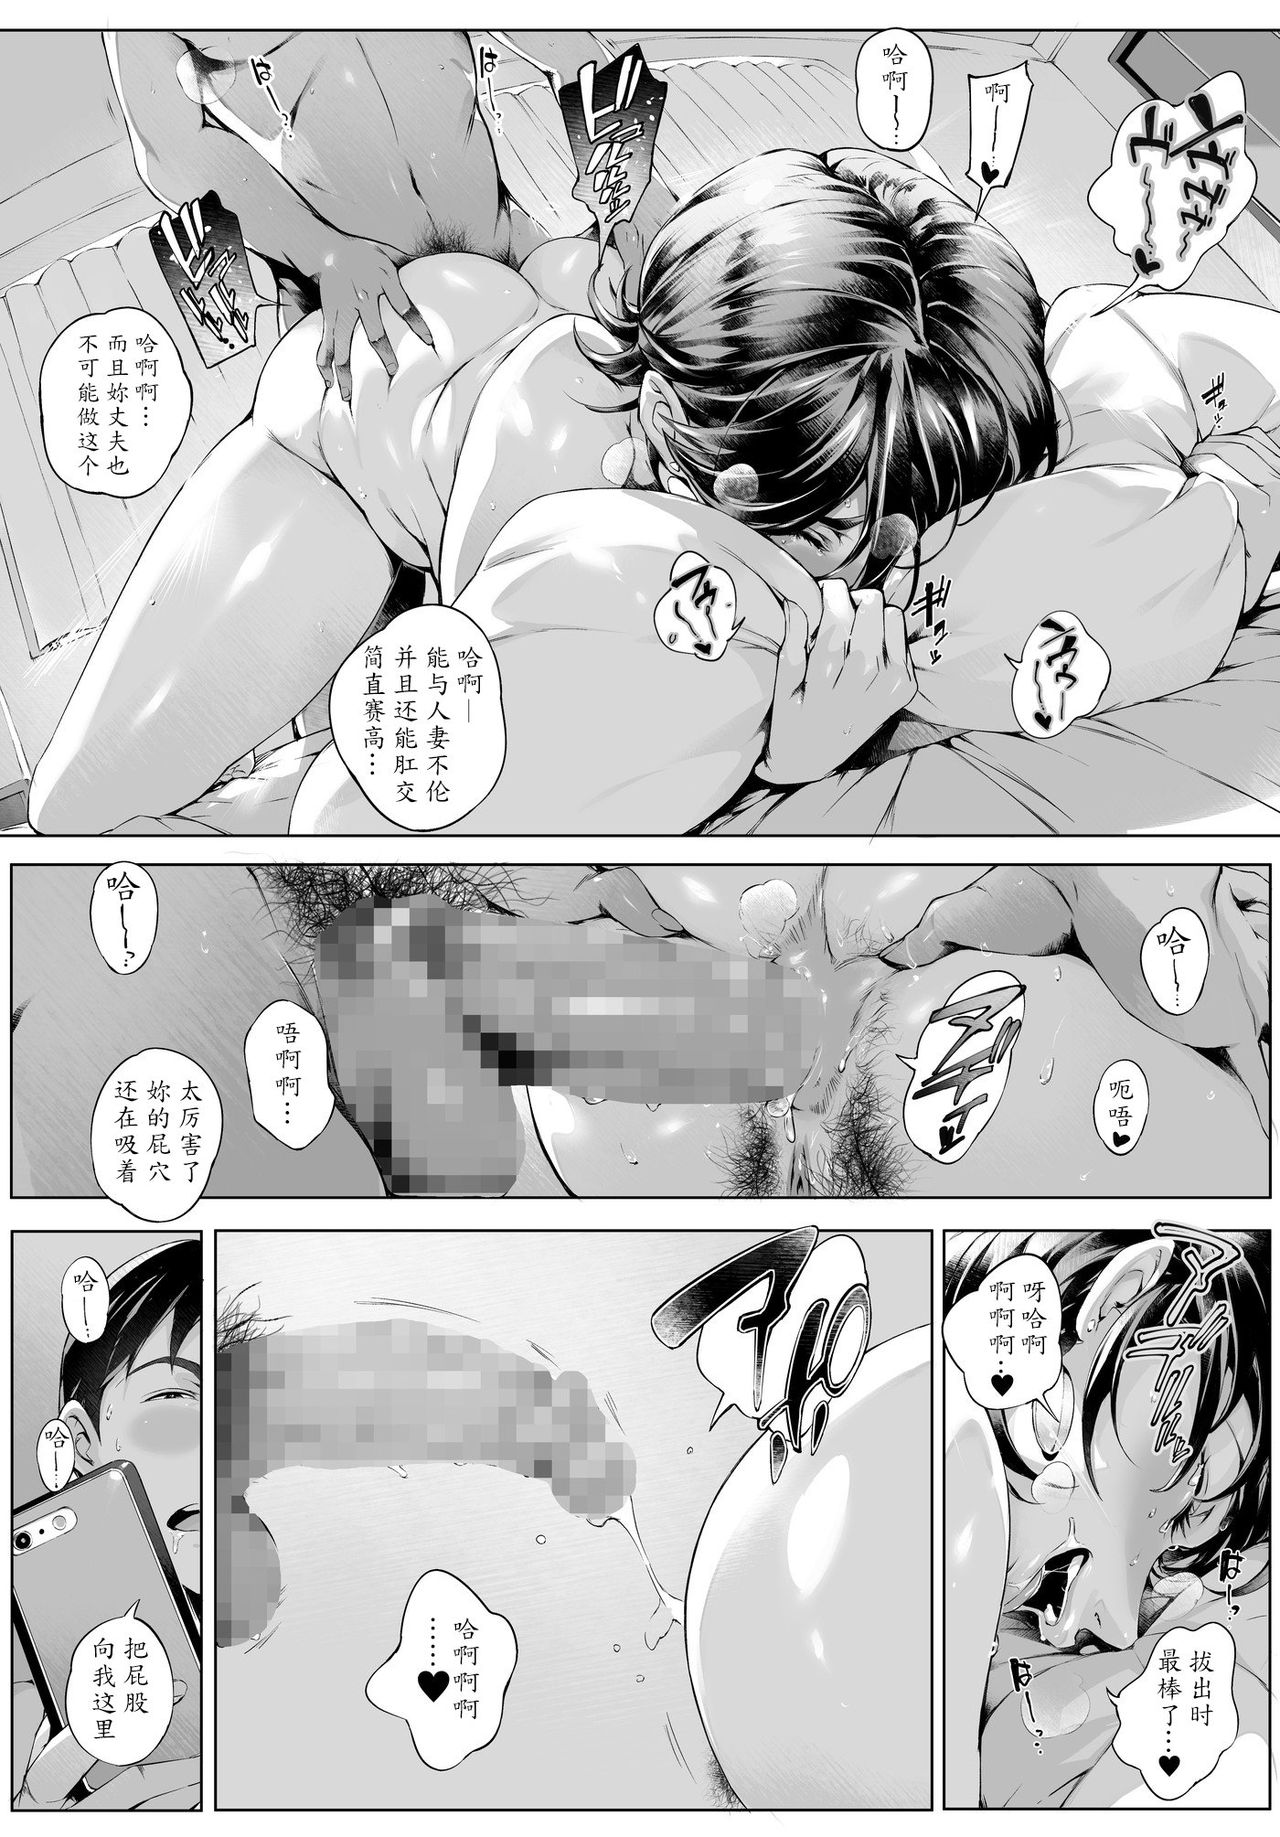 啊——…♥
哈啊——…
は—…?
は—…?
哈啊啊…
而且妳丈夫也
不可能做这个
哈啊—
能与人妻不伦
并且还能肛交
简直赛高…
哈—…
呃唔♥
唔啊啊…
哈——…?
太厉害了
妳的屁穴
还在吸着
呀哈啊
啊啊啊…♥
は—…?
は—…?
拔出时
最棒了…♥
哈啊啊啊
……♥
哈——…
哈—…
把屁股
向我这里